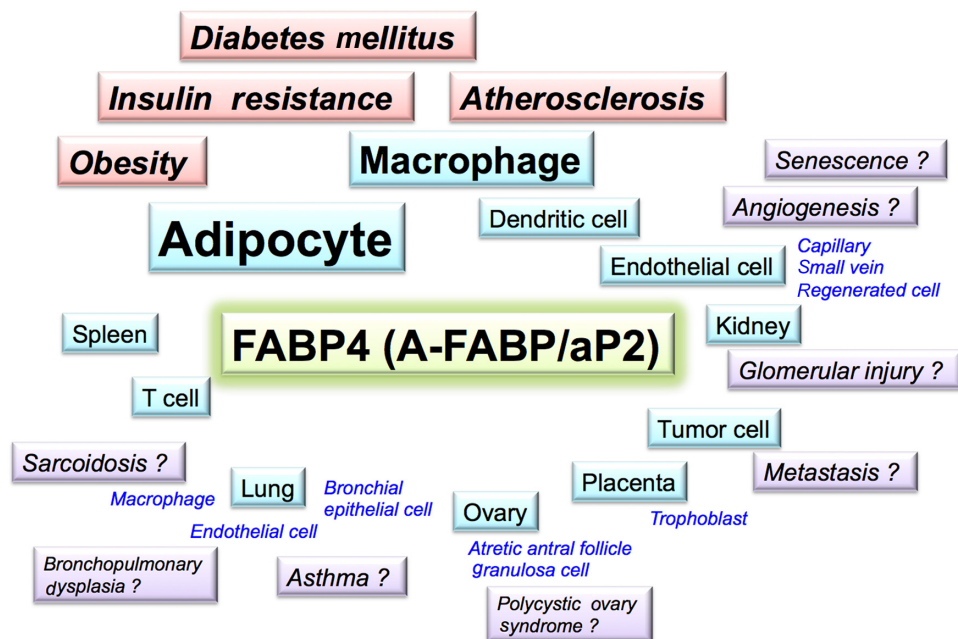 Diabetes mellitus
Insulin resistance
Atherosclerosis
Obesity
Macrophage
Senescence ?
Adipocyte
Dendritic cell
Angiogenesis ?
Endothelial cell
Capillary
Small vein
Regenerated cell
Spleen
FABP4 (A-FABP/aP2)
Kidney
Glomerular injury ?
T cell
Tumor cell
Sarcoidosis ?
Macrophage
Lung
Bronchial
epithelial cell
Endothelial cell
Placenta
Metastasis ?
Trophoblast
Ovary
Atretic antral follicle
granulosa cell
Bronchopulmonary
dysplasia ?
Asthma ?
Polycystic ovary
syndrome ?